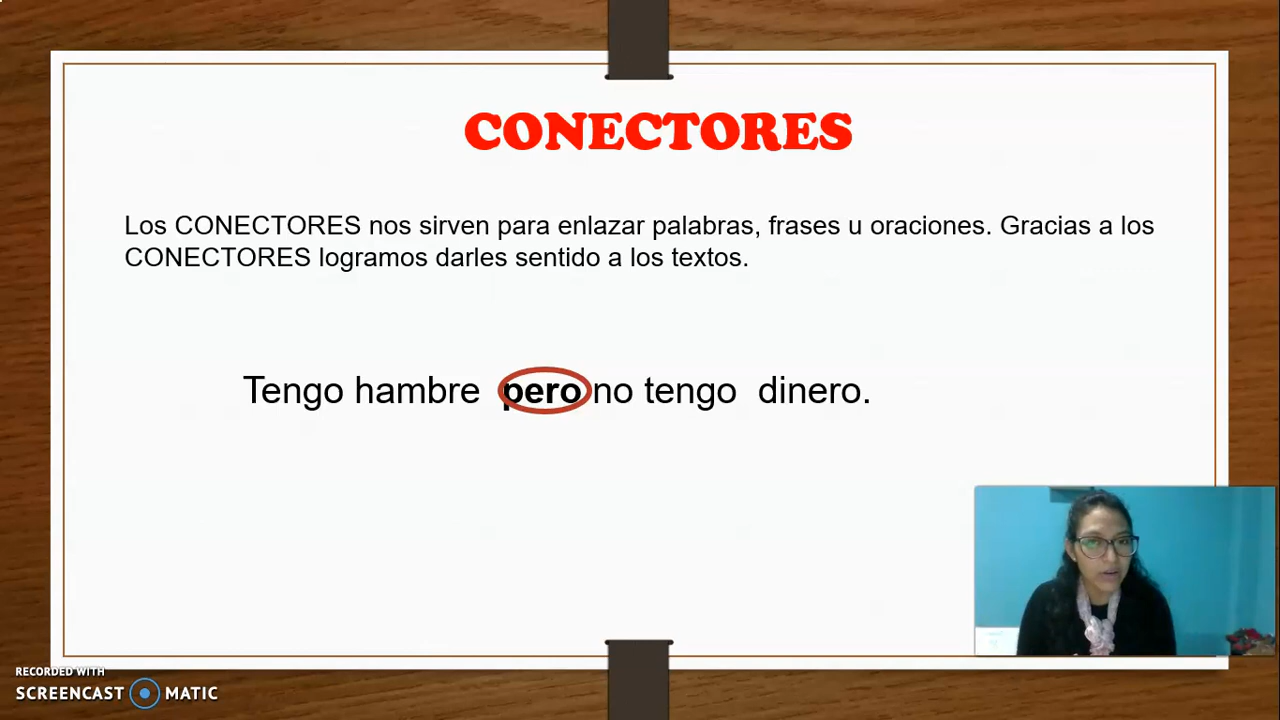 CONECTORES
Los CONECTORES nos sirven para enlazar palabras, frases u oraciones. Gracias a los
CONECTORES logramos darles sentido a los textos.
Tengo hambre pero no tengo dinero.
RECORDED WITH
SCREENCAST MATIC